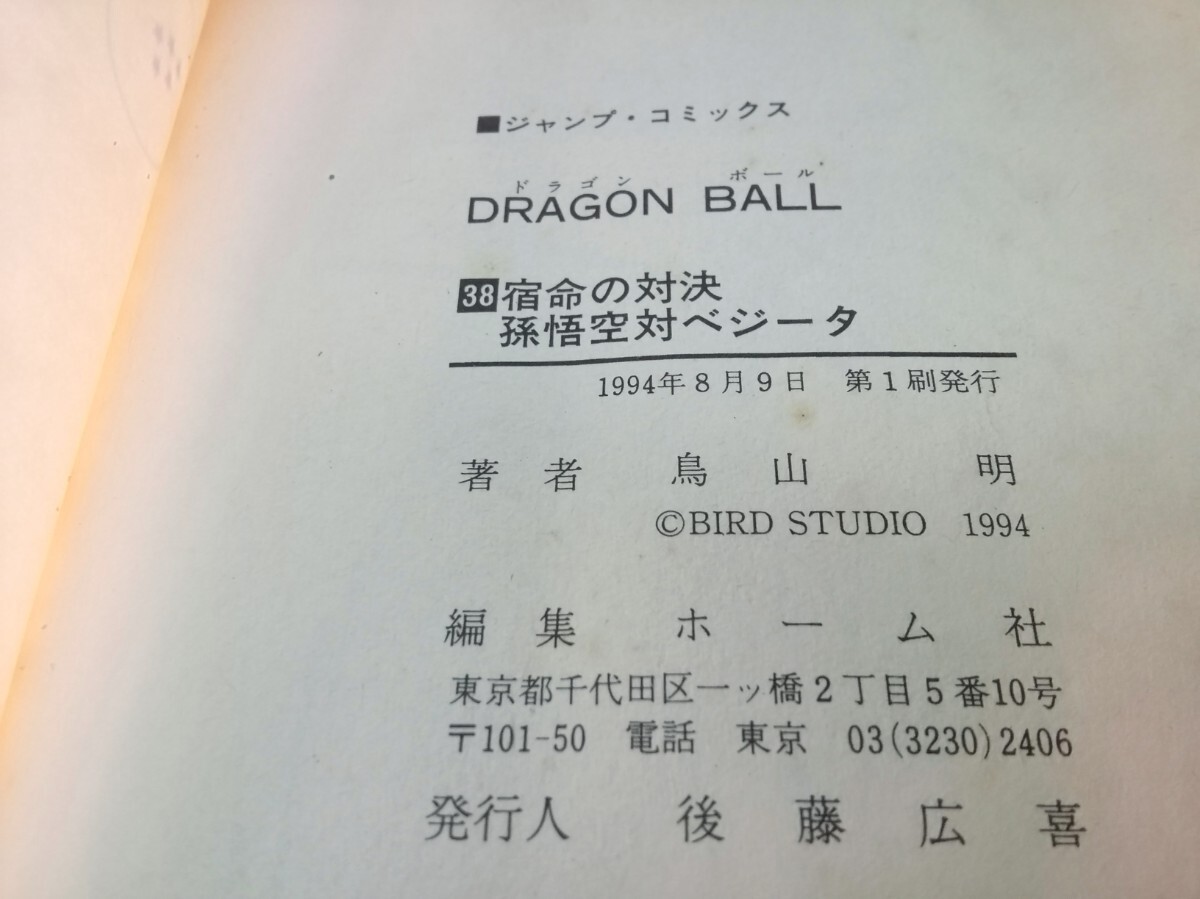 ■ジャンプ・コミックス
ドラゴン ボール
DRAGON BALL
38 宿命の対決
孫悟空対ベジータ
1994年8月9日 第1刷発行
著者 鳥山 明
©BIRD STUDIO 1994
編集 ホーム社
東京都千代田区一ッ橋2丁目5番10号
〒101-50 電話 東京 03(3230)2406
発行人 後藤広喜